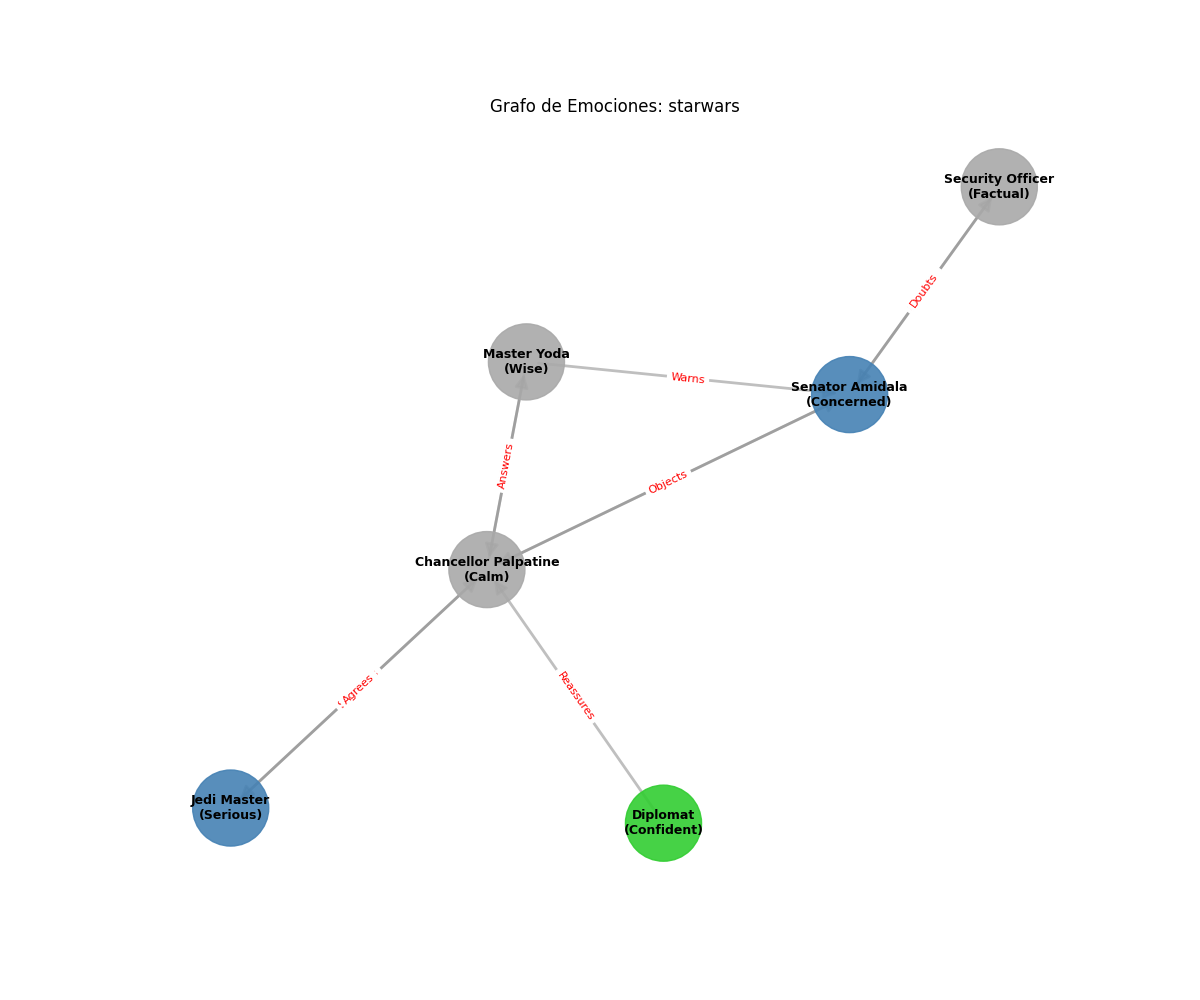 Grafo de Emociones: starwars
Security Officer
(Factual)
Doubts
Master Yoda
(Wise)
Warns
Senator Amidala
(Concerned)
Answers
Objects
Chancellor Palpatine
(Calm)
Agrees
Reassures
Jedi Master
(Serious)
Diplomat
(Confident)